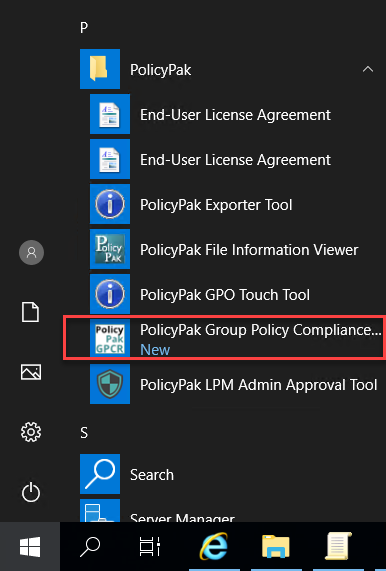 P
PolicyPak
End-User License Agreement
End-User License Agreement
PolicyPak Exporter Tool
Policy
PAK
PolicyPak File Information Viewer
PolicyPak GPO Touch Tool
Policy
Pak
GPCR
PolicyPak Group Policy Compliance...
New
PolicyPak LPM Admin Approval Tool
S
Search
Server Manager